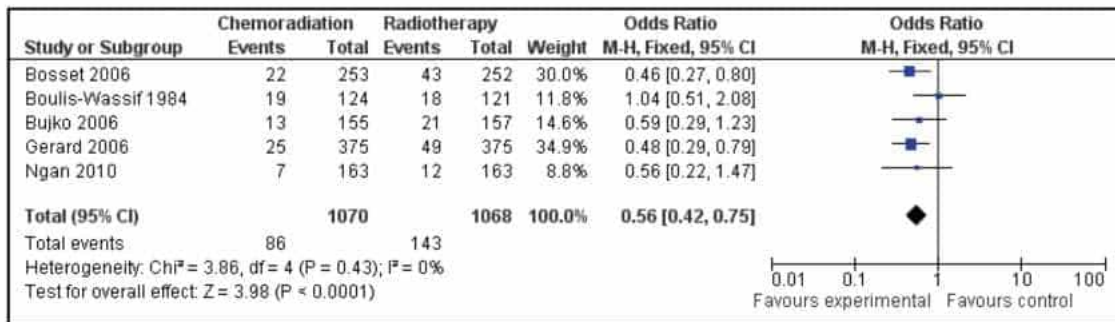 Chemoradiation Radiotherapy Odds Ratio Odds Ratio
Study or Subgroup Events Total Events Total Weight M-H, Fixed, 95% CI M-H, Fixed, 95% CI
Bosset 2006 22 253 43 252 30.0% 0.46 [0.27, 0.80]
Boulis-Wassif 1984 19 124 18 121 11.8% 1.04 [0.51, 2.08]
Bujko 2006 13 155 21 157 14.6% 0.59 [0.29, 1.23]
Gerard 2006 25 375 49 375 34.9% 0.48 [0.29, 0.79]
Ngan 2010 7 163 12 163 8.8% 0.56 [0.22, 1.47]
Total (95% CI) 1070 1068 100.0% 0.56 [0.42, 0.75]
Total events 86 143
Heterogeneity: Chi² = 3.86, df = 4 (P = 0.43); I² = 0%
Test for overall effect: Z = 3.98 (P < 0.0001)
0.01 0.1 1 10 100
Favours experimental Favours control